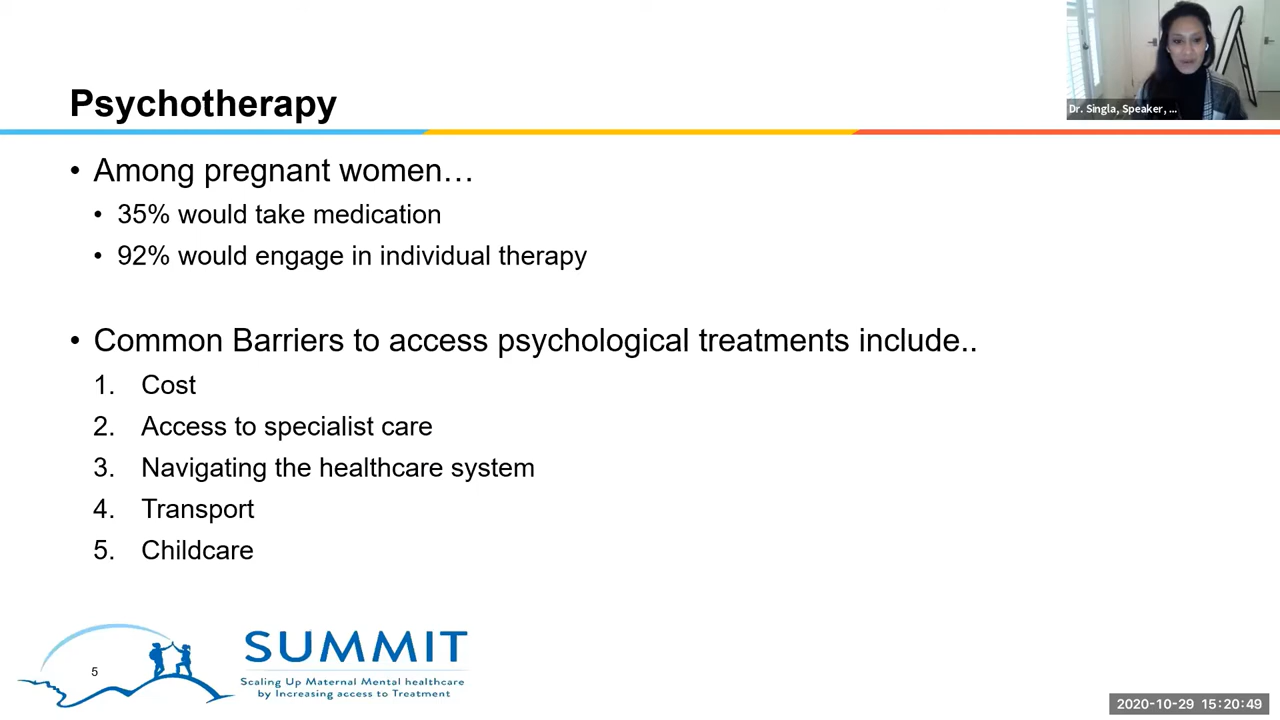 Psychotherapy
Dr. Singla, Speaker, ...
• Among pregnant women…
• 35% would take medication
• 92% would engage in individual therapy
• Common Barriers to access psychological treatments include..
1. Cost
2. Access to specialist care
3. Navigating the healthcare system
4. Transport
5. Childcare
5
SUMMIT
Scaling Up Maternal Mental healthcare
by Increasing access to Treatment
2020-10-29 15:20:49